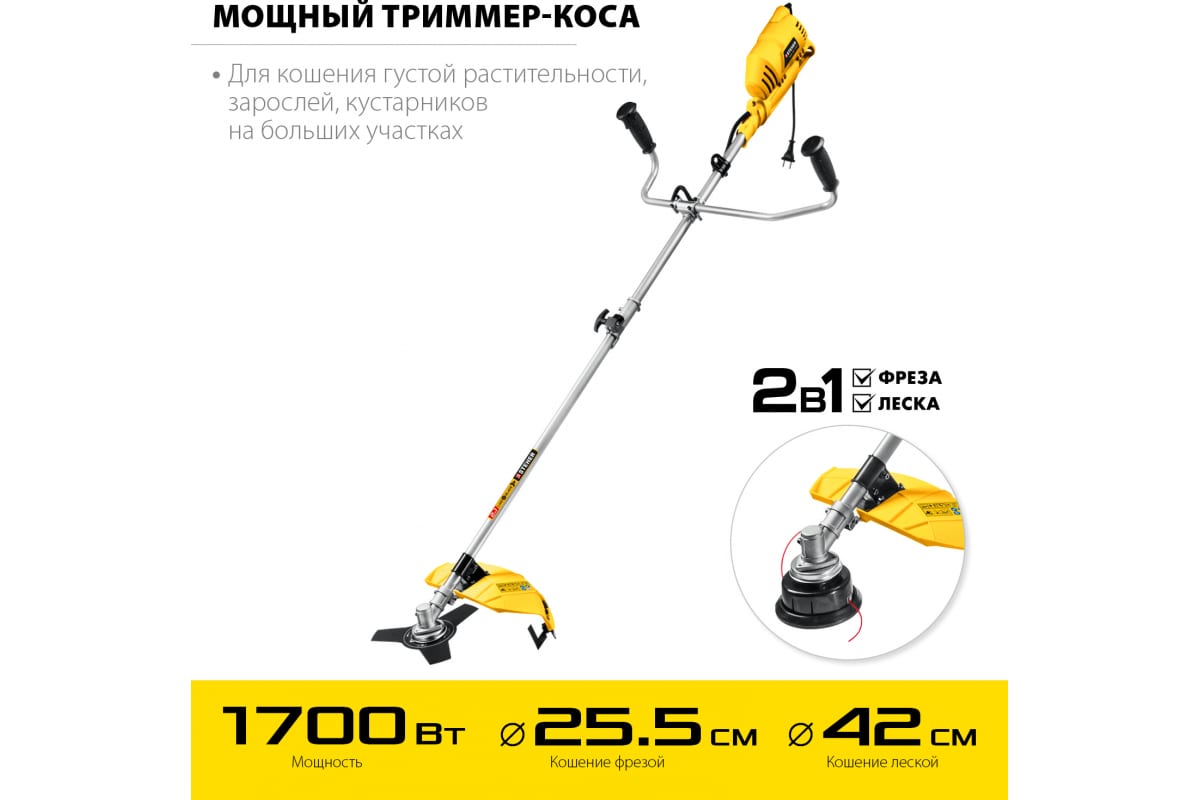 МОЩНЫЙ ТРИММЕР-КОСА
• Для кошения густой растительности,
зарослей, кустарников
на больших участках
2в1
ФРЕЗА
ЛЕСКА
STEHER
1700 Вт
Мощность
Ø 25.5 см
Кошение фрезой
Ø 42 см
Кошение леской